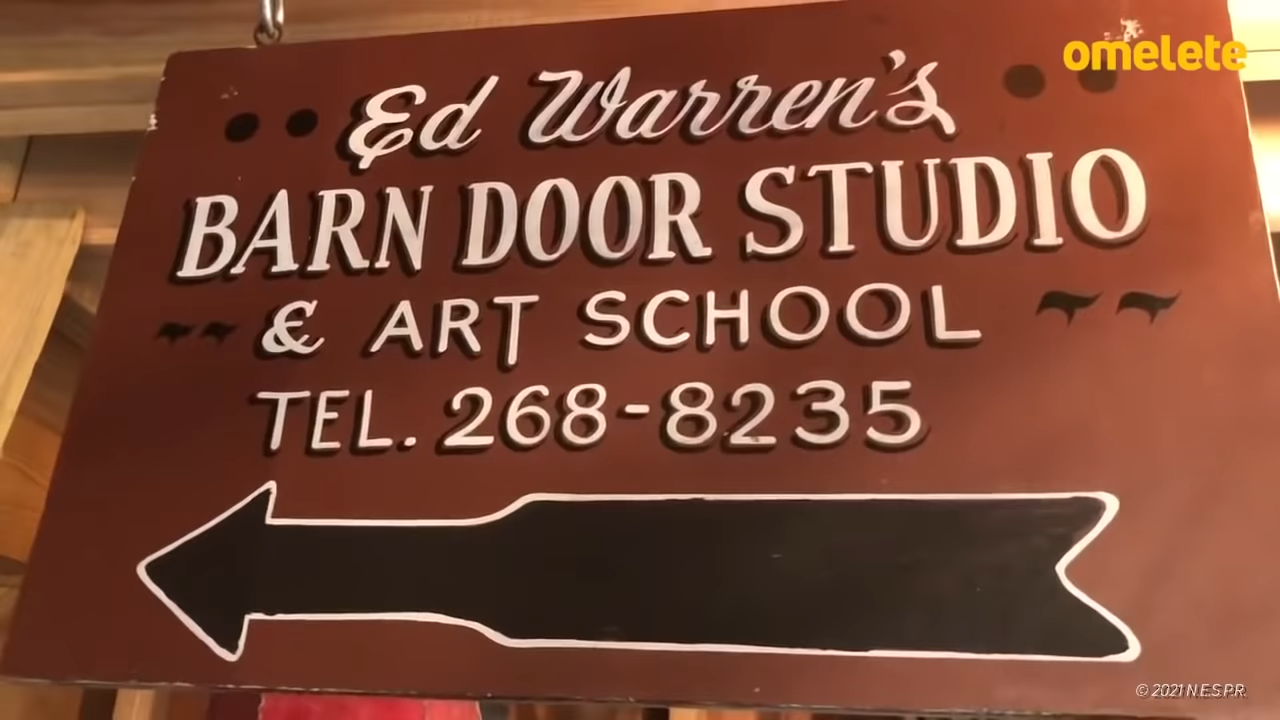 omelete
Ed Warren's
BARN DOOR STUDIO
& ART SCHOOL
TEL. 268-8235
© 2021 N.E.S.P.R.